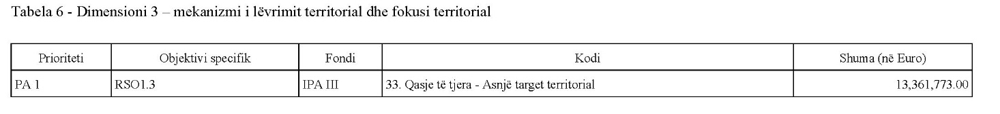 Tabela 6 - Dimensioni 3 – mekanizmi i lëvrimit territorial dhe fokusi territorial
Prioriteti Objektivi specifik Fondi Kodi Shuma (në Euro)
PA 1 RSO1.3 IPA III 33. Qasje të tjera - Asnjë target territorial 13,361,773.00